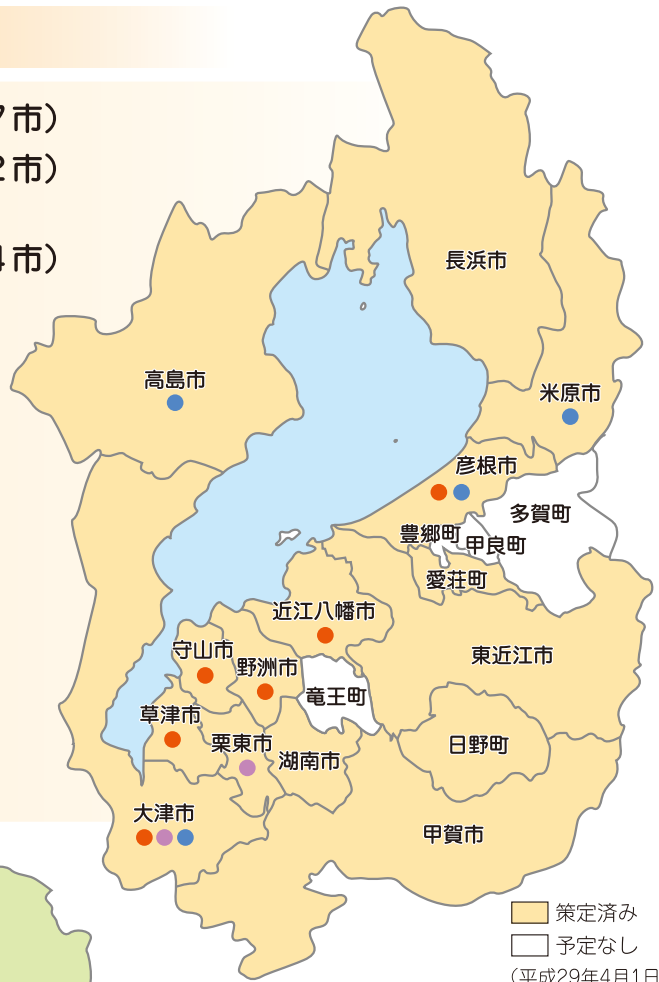 7市）
2市）
4市）
長浜市
高島市
米原市
彦根市
多賀町
豊郷町
甲良町
愛荘町
近江八幡市
東近江市
守山市
野洲市
竜王町
草津市
栗東市
湖南市
日野町
大津市
甲賀市
策定済み
予定なし
（平成29年4月1日